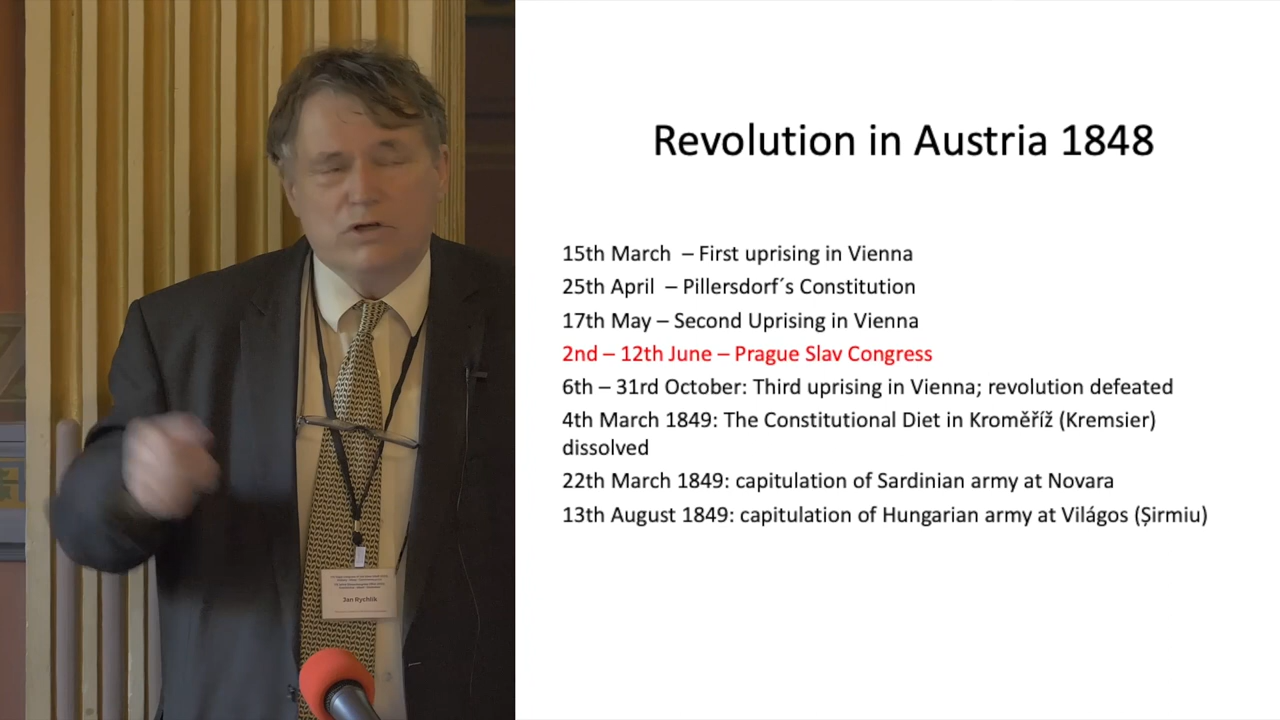 Revolution in Austria 1848
15th March – First uprising in Vienna
25th April – Pillersdorf´s Constitution
17th May – Second Uprising in Vienna
2nd – 12th June – Prague Slav Congress
6th – 31rd October: Third uprising in Vienna; revolution defeated
4th March 1849: The Constitutional Diet in Kroměříž (Kremsier)
dissolved
22th March 1849: capitulation of Sardinian army at Novara
13th August 1849: capitulation of Hungarian army at Világos (Șirmiu)
Jan Rychlík